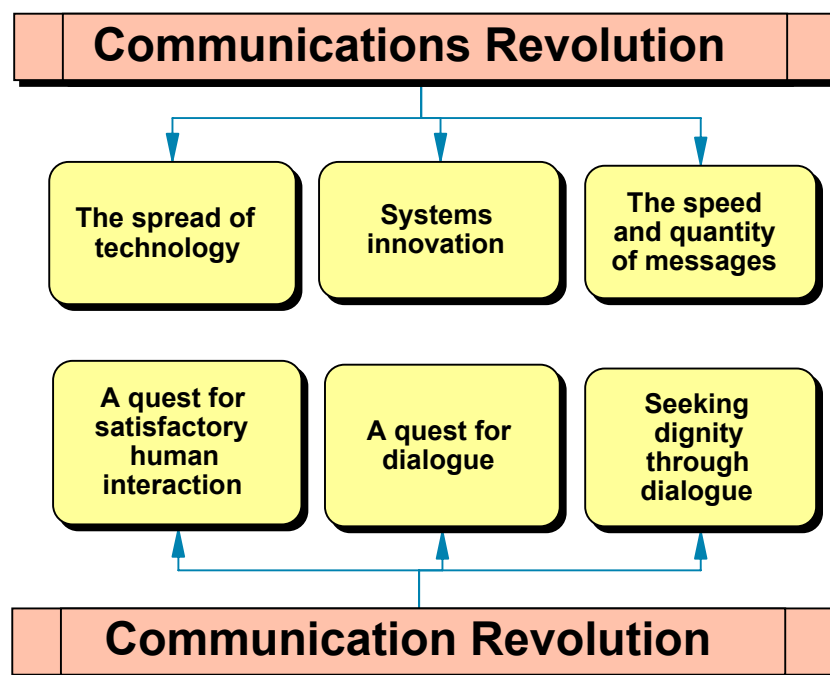 Communications Revolution
The spread of
technology
Systems
innovation
The speed
and quantity
of messages
A quest for
satisfactory
human
interaction
A quest for
dialogue
Seeking
dignity
through
dialogue
Communication Revolution